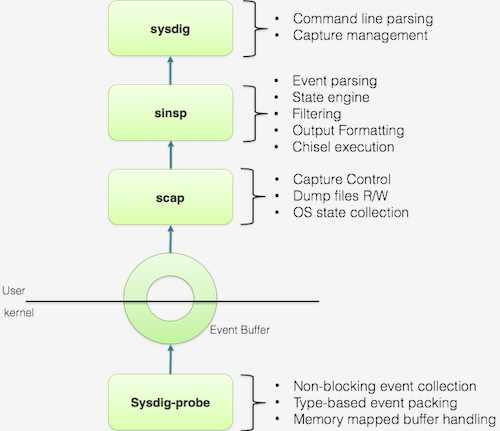 sysdig
• Command line parsing
• Capture management
sinsp
• Event parsing
• State engine
• Filtering
• Output Formatting
• Chisel execution
scap
• Capture Control
• Dump files R/W
• OS state collection
User
kernel
Event Buffer
Sysdig-probe
• Non-blocking event collection
• Type-based event packing
• Memory mapped buffer handling